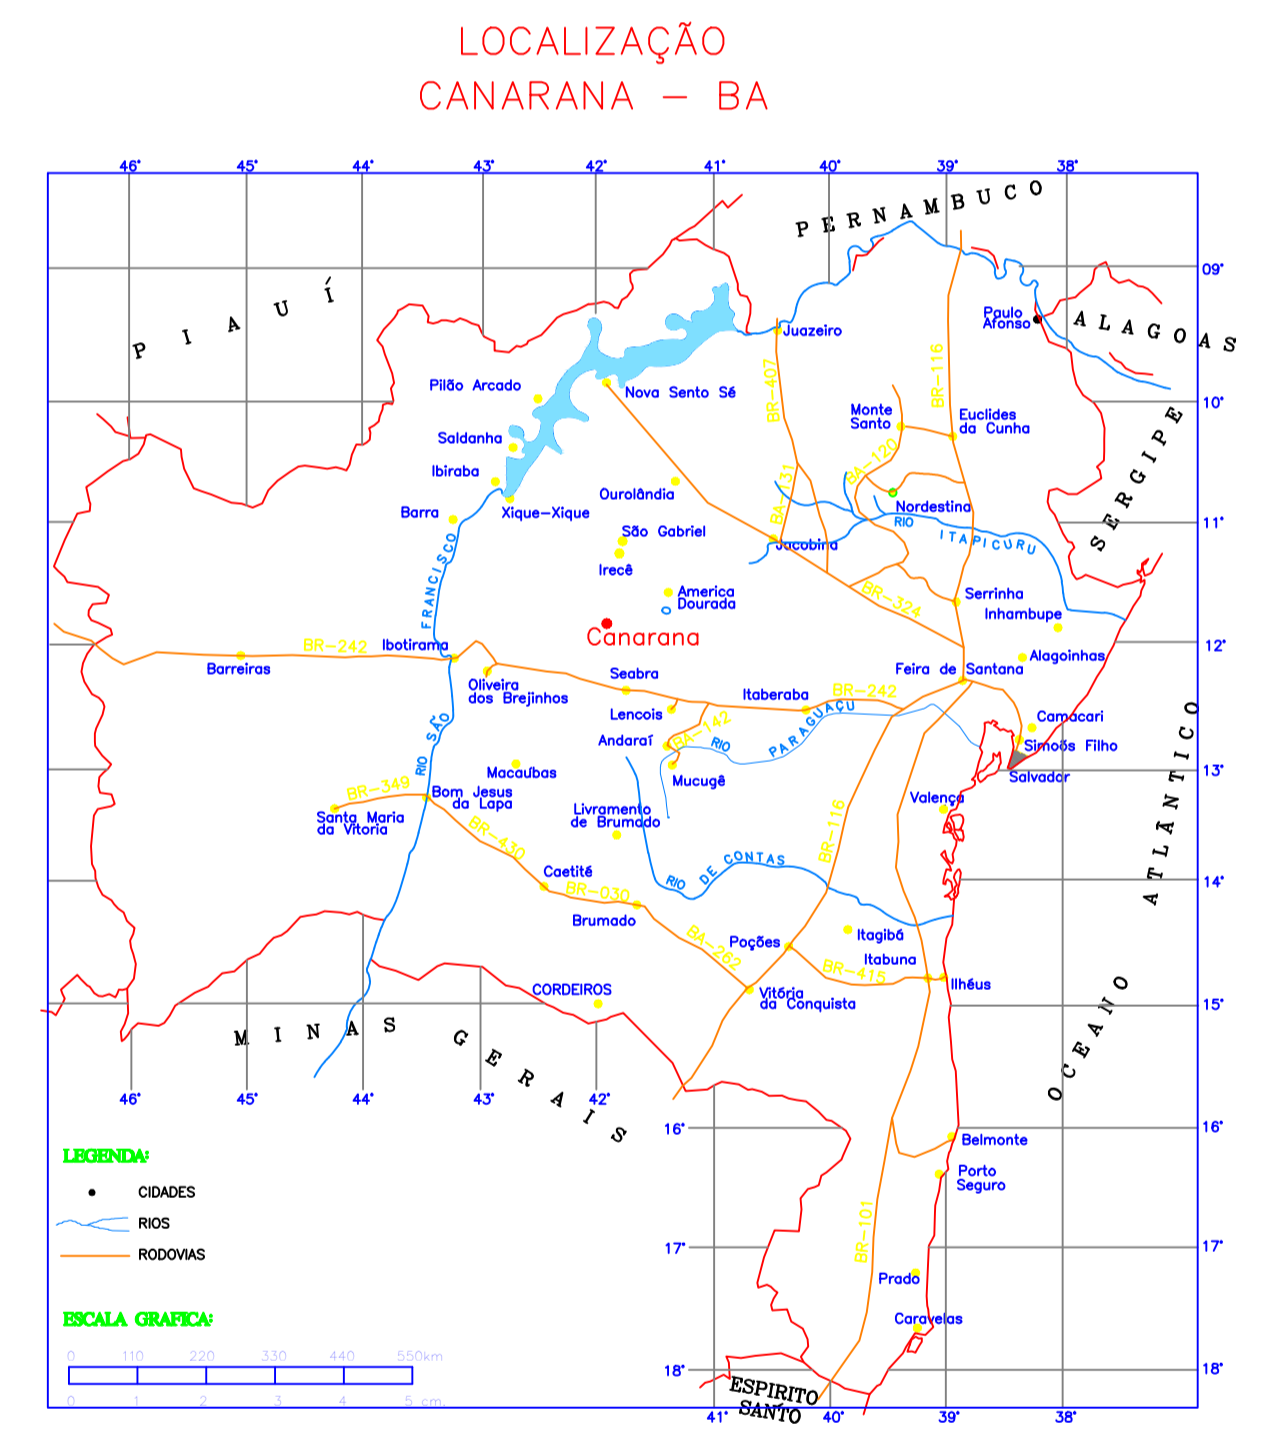 LOCALIZAÇÃO
CANARANA – BA
46° 45° 44° 43° 42° 41° 40° 39° 38°
PERNAMBUCO
PIAUÍ
09°
Paulo
Afonso
ALAGOAS
Juazeiro
Pilão Arcado
Nova Sento Sé
BR–407
BR–116
10°
Monte
Santo
Euclides
da Cunha
SERGIPE
Saldanha
BA–120
Ibiraba
Ourolândia
BA–131
Nordestina
Barra
Xique–Xique
RIO ITAPICURU
11°
São Gabriel
Jacobina
Irecê
America
Dourada
BR–324
Serrinha
Inhambupe
RIO SÃO FRANCISCO
Canarana
12°
BR–242
Ibotirama
Barreiras
Alagoinhas
Feira de Santana
Seabra
Oliveira
dos Brejinhos
Itaberaba
BR–242
Lencois
BA–142
RIO PARAGUAÇU
Camacari
Andaraí
Simoõs Filho
Macaúbas
Mucugê
Salvador
13°
BR–349
Bom Jesus
da Lapa
Santa Maria
da Vitoria
Livramento
de Brumado
Valença
BR–116
BR–430
RIO DE CONTAS
Caetité
BR–030
14°
Brumado
BA–262
Poções
Itagibá
Itabuna
BR–415
Ilhéus
CORDEIROS
Vitória
da Conquista
15°
OCEANO ATLÂNTICO
MINAS GERAIS
46° 45° 44° 43° 42°
16° 16°
Belmonte
Porto
Seguro
BR–101
17° 17°
Prado
Caravelas
18° 18°
ESPIRITO
SANTO
41° 40° 39° 38°
LEGENDA:
CIDADES
RIOS
RODOVIAS
ESCALA GRAFICA:
0 110 220 330 440 550km
0 1 2 3 4 5 cm.